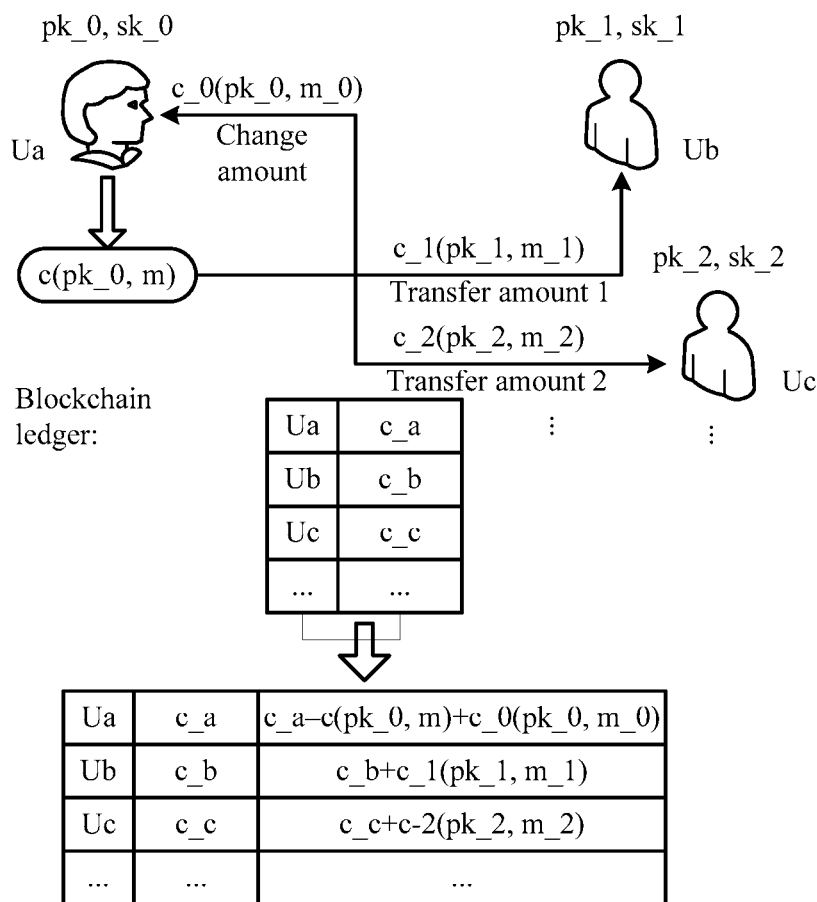 pk_0, sk_0
pk_1, sk_1
c_0(pk_0, m_0)
Change
amount
Ua
Ub
c(pk_0, m)
c_1(pk_1, m_1)
Transfer amount 1
pk_2, sk_2
c_2(pk_2, m_2)
Transfer amount 2
Uc
...
...
Blockchain
ledger:
Ua c_a
Ub c_b
Uc c_c
... ...
Ua c_a c_a–c(pk_0, m)+c_0(pk_0, m_0)
Ub c_b c_b+c_1(pk_1, m_1)
Uc c_c c_c+c-2(pk_2, m_2)
... ... ...